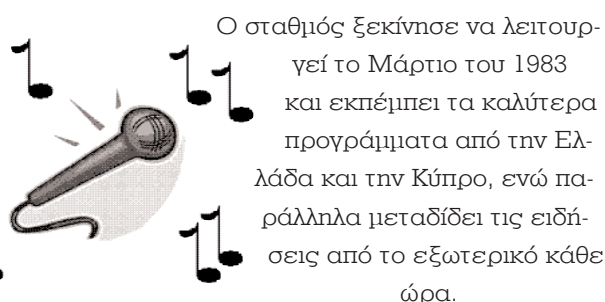 Ο σταθμός ξεκίνησε να λειτουρ-
γεί το Μάρτιο του 1983
και εκπέμπει τα καλύτερα
προγράμματα από την Ελ-
λάδα και την Κύπρο, ενώ πα-
ράλληλα μεταδίδει τις ειδή-
σεις από το εξωτερικό κάθε
ώρα.